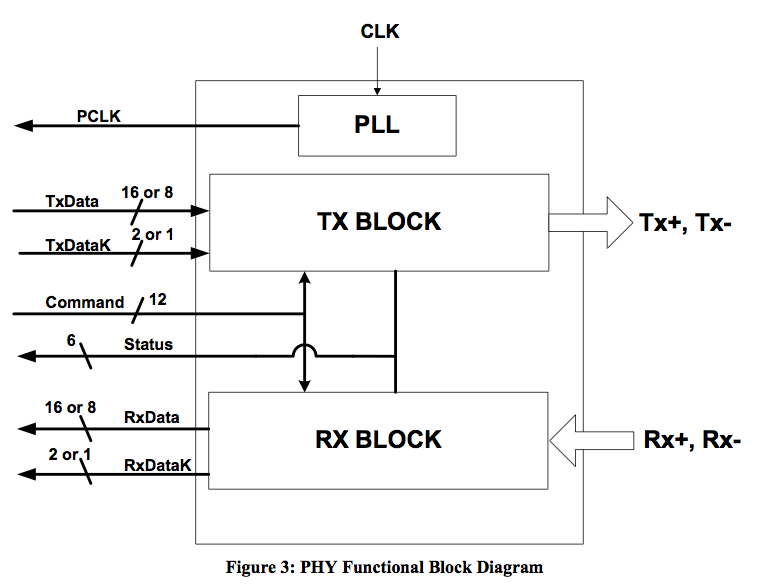 CLK
PCLK
PLL
16 or 8
TxData
TX BLOCK
Tx+, Tx-
2 or 1
TxDataK
Command
12
6
Status
16 or 8
RxData
RX BLOCK
Rx+, Rx-
2 or 1
RxDataK
Figure 3: PHY Functional Block Diagram